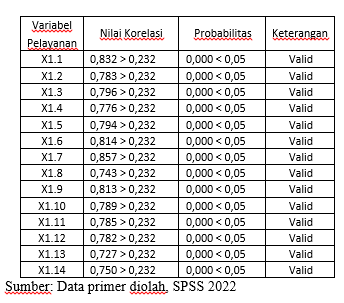 Variabel Pelayanan Nilai Korelasi Probabilitas Keterangan
X1.1 0,832 > 0,232 0,000 < 0,05 Valid
X1.2 0,783 > 0,232 0,000 < 0,05 Valid
X1.3 0,796 > 0,232 0,000 < 0,05 Valid
X1.4 0,776 > 0,232 0,000 < 0,05 Valid
X1.5 0,794 > 0,232 0,000 < 0,05 Valid
X1.6 0,814 > 0,232 0,000 < 0,05 Valid
X1.7 0,857 > 0,232 0,000 < 0,05 Valid
X1.8 0,743 > 0,232 0,000 < 0,05 Valid
X1.9 0,813 > 0,232 0,000 < 0,05 Valid
X1.10 0,789 > 0,232 0,000 < 0,05 Valid
X1.11 0,785 > 0,232 0,000 < 0,05 Valid
X1.12 0,782 > 0,232 0,000 < 0,05 Valid
X1.13 0,727 > 0,232 0,000 < 0,05 Valid
X1.14 0,750 > 0,232 0,000 < 0,05 Valid
Sumber: Data primer diolah, SPSS 2022